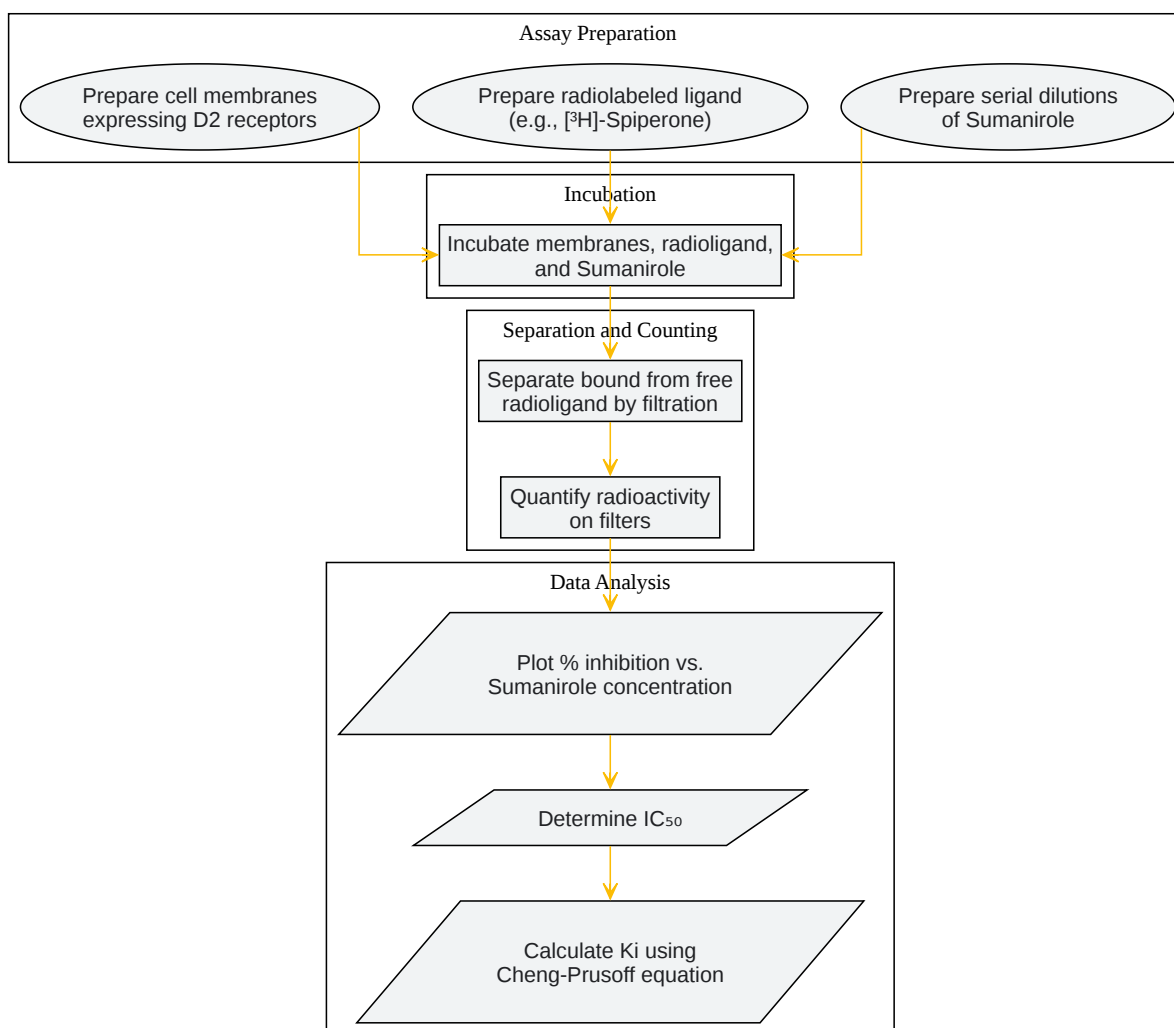 Assay Preparation
Prepare cell membranes
expressing D2 receptors
Prepare radiolabeled ligand
(e.g., [³H]-Spiperone)
Prepare serial dilutions
of Sumanirole
Incubation
Incubate membranes, radioligand,
and Sumanirole
Separation and Counting
Separate bound from free
radioligand by filtration
Quantify radioactivity
on filters
Data Analysis
Plot % inhibition vs.
Sumanirole concentration
Determine IC₅₀
Calculate Ki using
Cheng-Prusoff equation